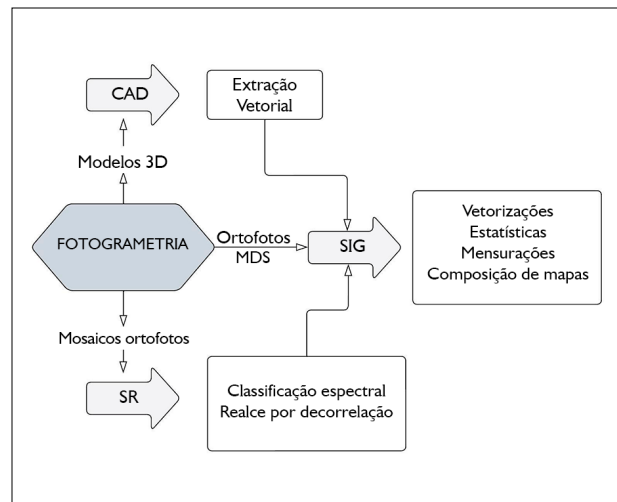 CAD
Extração
Vetorial
Modelos 3D
FOTOGRAMETRIA
Ortofotos
MDS
SIG
Vetorizações
Estatísticas
Mensurações
Composição de mapas
Mosaicos ortofotos
SR
Classificação espectral
Realce por decorrelação